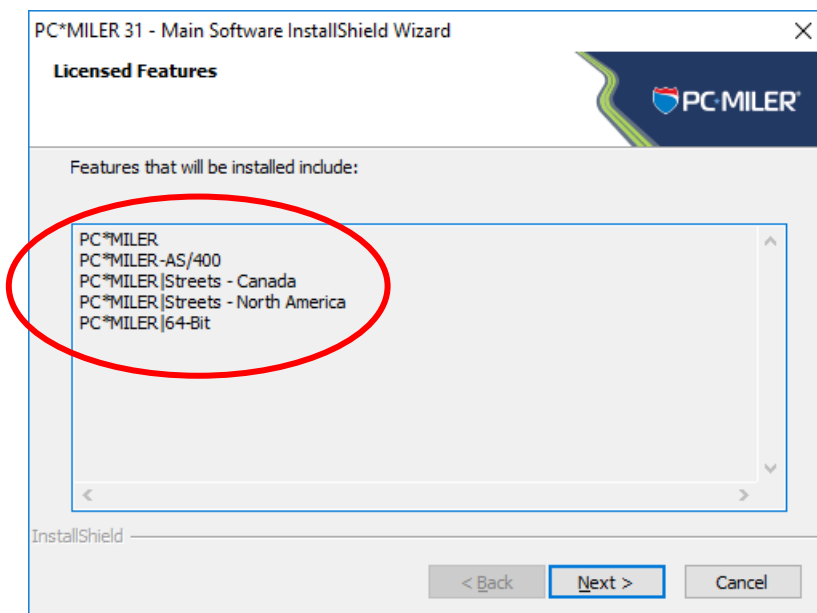 PC*MILER 31 - Main Software InstallShield Wizard
Licensed Features
PC*MILER®
Features that will be installed include:
PC*MILER
PC*MILER-AS/400
PC*MILER|Streets - Canada
PC*MILER|Streets - North America
PC*MILER|64-Bit
InstallShield
< Back
Next >
Cancel